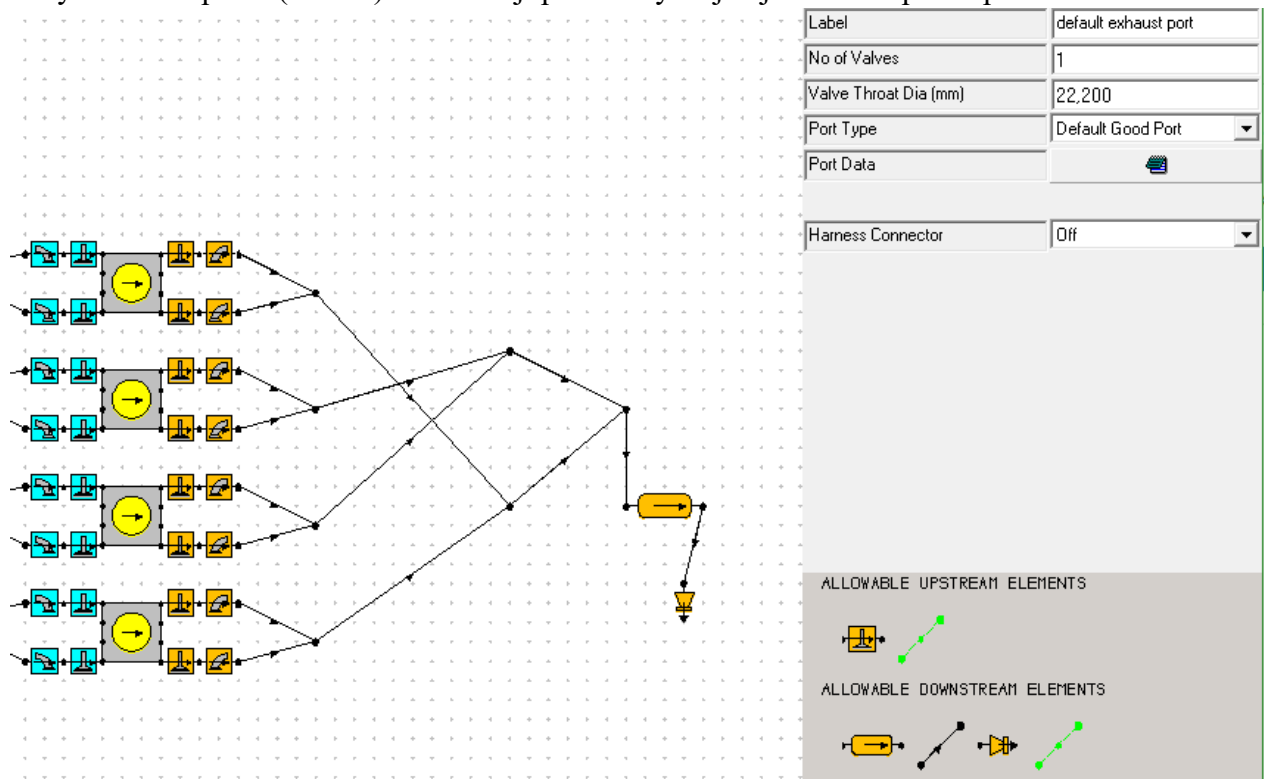 Label default exhaust port
No of Valves 1
Valve Throat Dia (mm) 22,200
Port Type Default Good Port
Port Data
Harness Connector Off
ALLOWABLE UPSTREAM ELEMENTS
ALLOWABLE DOWNSTREAM ELEMENTS